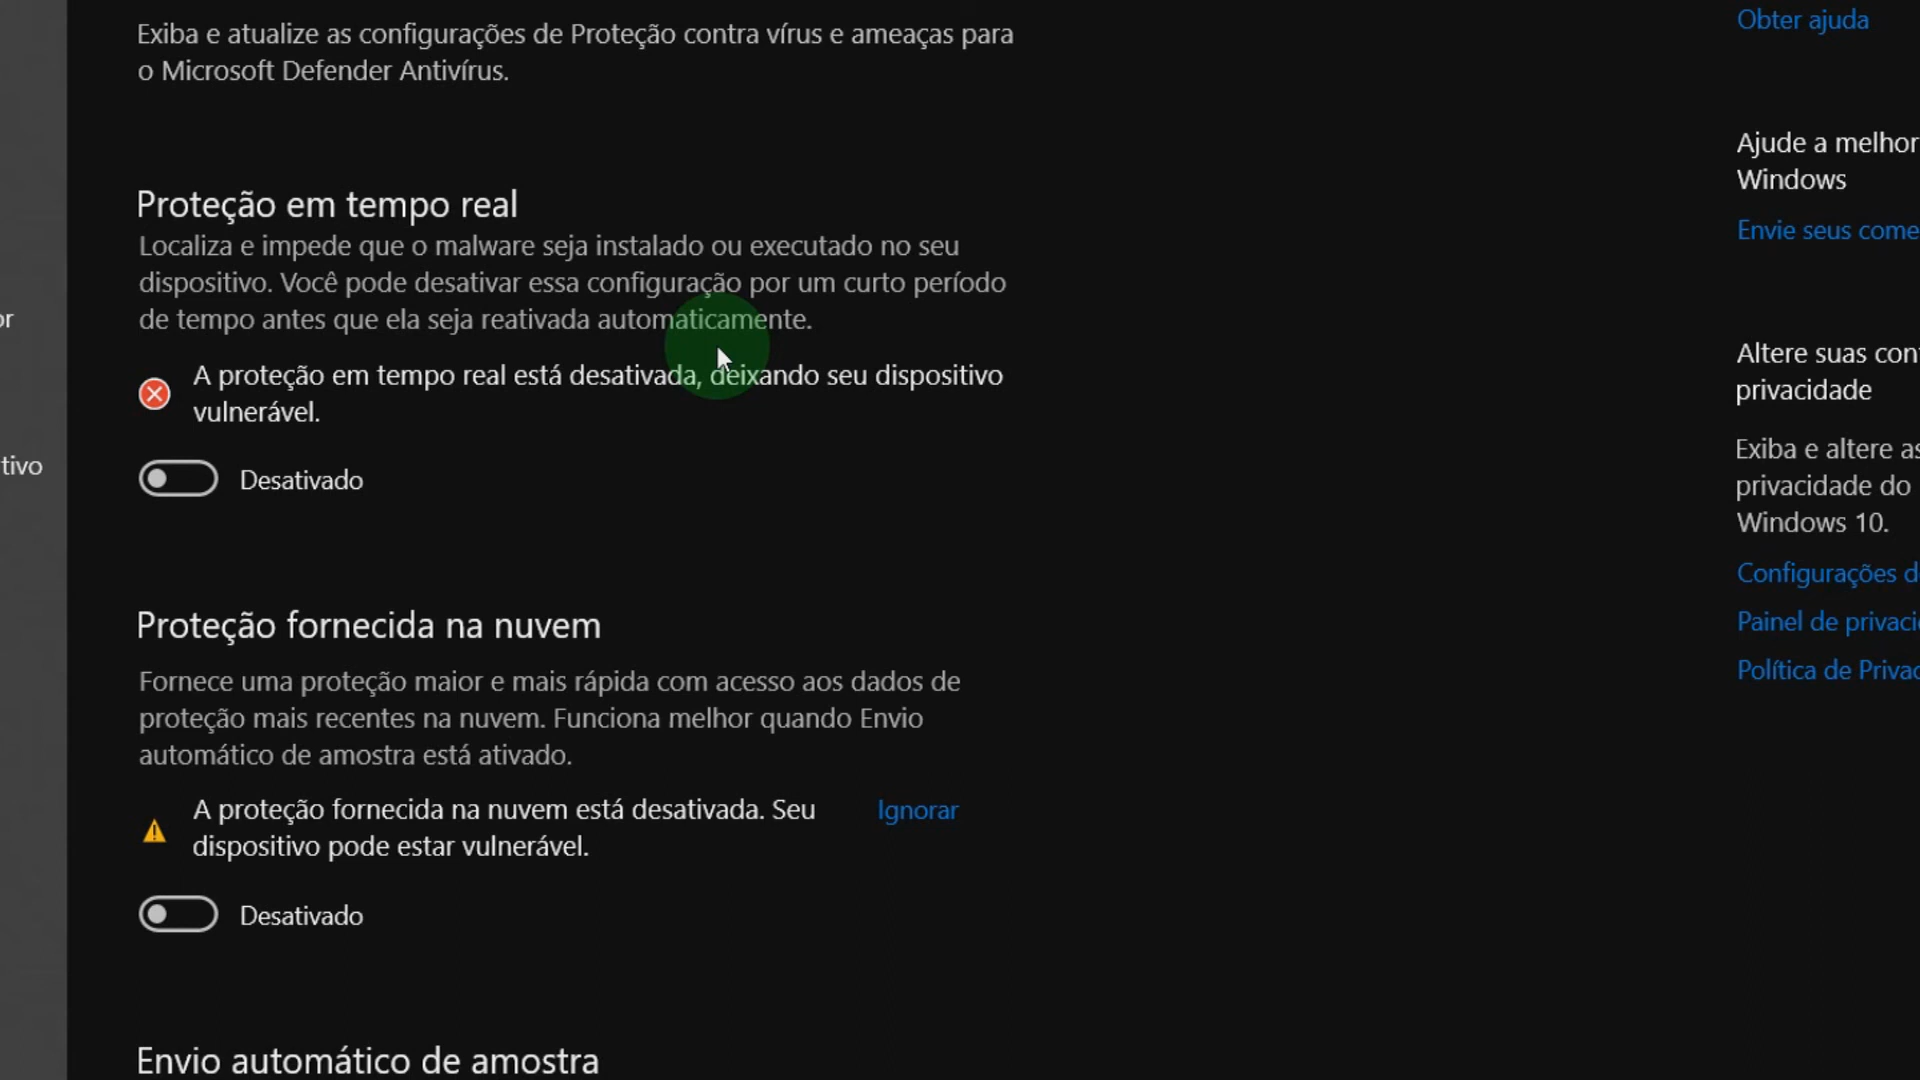 Exiba e atualize as configurações de Proteção contra vírus e ameaças para
o Microsoft Defender Antivírus.
Proteção em tempo real
Localiza e impede que o malware seja instalado ou executado no seu
dispositivo. Você pode desativar essa configuração por um curto período
de tempo antes que ela seja reativada automaticamente.
A proteção em tempo real está desativada, deixando seu dispositivo
vulnerável.
Desativado
Proteção fornecida na nuvem
Fornece uma proteção maior e mais rápida com acesso aos dados de
proteção mais recentes na nuvem. Funciona melhor quando Envio
automático de amostra está ativado.
A proteção fornecida na nuvem está desativada. Seu
dispositivo pode estar vulnerável.
Ignorar
Desativado
Envio automático de amostra
or
tivo
Obter ajuda
Ajude a melhor
Windows
Envie seus come
Altere suas con
privacidade
Exiba e altere as
privacidade do
Windows 10.
Configurações d
Painel de privaci
Política de Privac